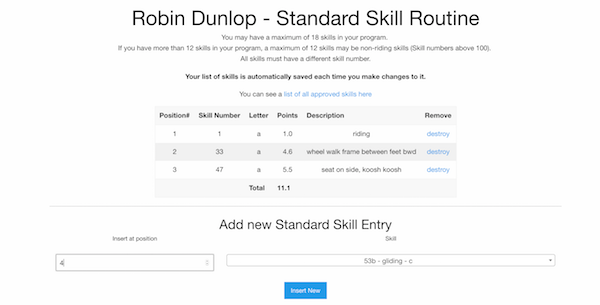 Robin Dunlop - Standard Skill Routine
You may have a maximum of 18 skills in your program.
If you have more than 12 skills in your program, a maximum of 12 skills may be non-riding skills (Skill numbers above 100).
All skills must have a different skill number.
Your list of skills is automatically saved each time you make changes to it.
You can see a list of all approved skills here
Position# Skill Number Letter Points Description Remove
1 1 a 1.0 riding destroy
2 33 a 4.6 wheel walk frame between feet bwd destroy
3 47 a 5.5 seat on side, koosh koosh destroy
Total 11.1
Add new Standard Skill Entry
Insert at position Skill
4 53b - gliding - c
Insert New